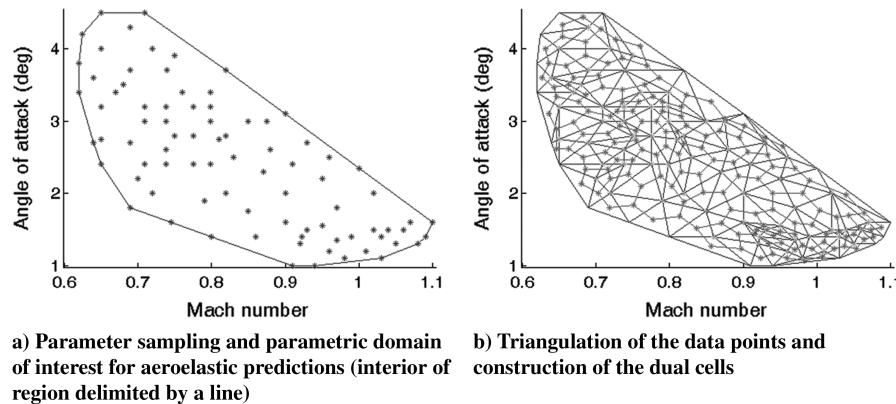 4
3
2
1
Angle of attack (deg)
0.6 0.7 0.8 0.9 1 1.1
Mach number
4
3
2
1
Angle of attack (deg)
0.6 0.7 0.8 0.9 1 1.1
Mach number
a) Parameter sampling and parametric domain
of interest for aeroelastic predictions (interior of
region delimited by a line)
b) Triangulation of the data points and
construction of the dual cells